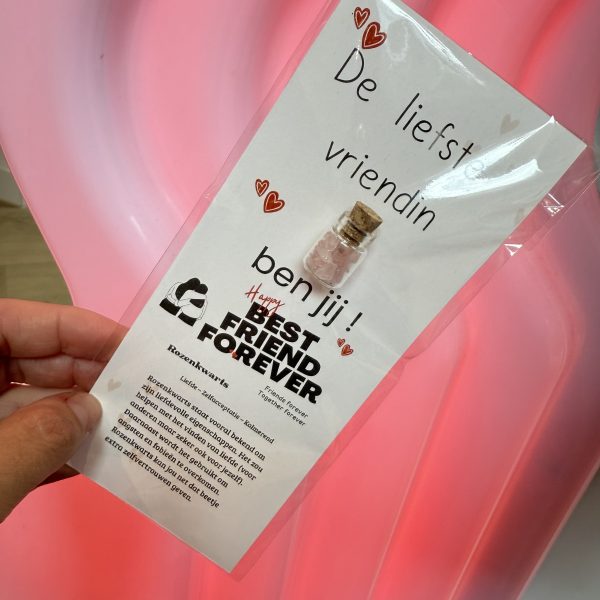 De liefste
vriendin
ben jij !
Happy
BEST
FRIEND
FOREVER
Friends forever
Together forever
Rozenkwarts
Liefde – Zelfacceptatie – Kalmerend
Rozenkwarts staat vooral bekend om
zijn liefdevolle eigenschappen. Het zou
helpen met het vinden van liefde (voor
anderen maar zeker ook voor jezelf).
Daarnaast wordt het gebruikt om
angsten en fobieën te overkomen.
Rozenkwarts kan jou net dat beetje
extra zelfvertrouwen geven.